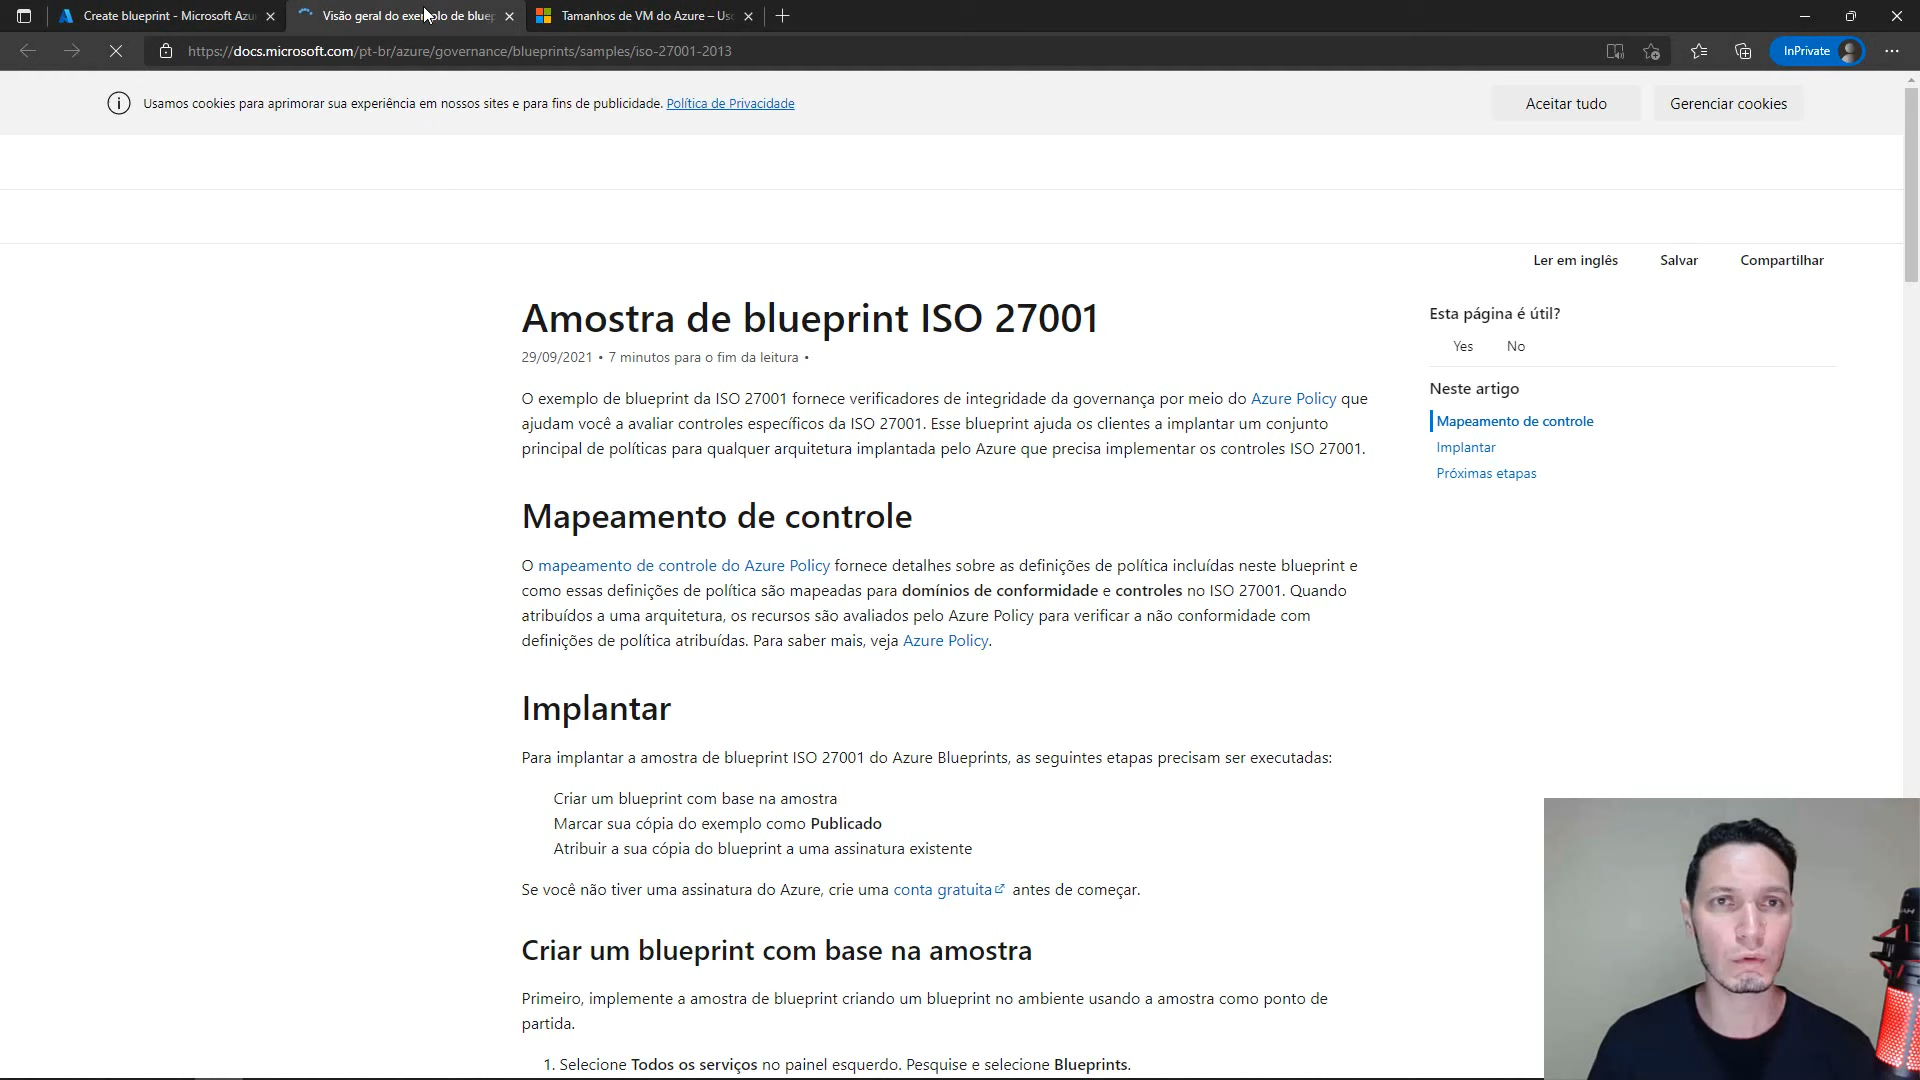 Create blueprint - Microsoft Azu
Visão geral do exemplo de bluep
Tamanhos de VM do Azure – Us
https://docs.microsoft.com/pt-br/azure/governance/blueprints/samples/iso-27001-2013
InPrivate
Usamos cookies para aprimorar sua experiência em nossos sites e para fins de publicidade. Política de Privacidade
Aceitar tudo
Gerenciar cookies
Ler em inglês
Salvar
Compartilhar
Amostra de blueprint ISO 27001
29/09/2021 • 7 minutos para o fim da leitura •
O exemplo de blueprint da ISO 27001 fornece verificadores de integridade da governança por meio do Azure Policy que
ajudam você a avaliar controles específicos da ISO 27001. Esse blueprint ajuda os clientes a implantar um conjunto
principal de políticas para qualquer arquitetura implantada pelo Azure que precisa implementar os controles ISO 27001.
Esta página é útil?
Yes
No
Neste artigo
Mapeamento de controle
Implantar
Próximas etapas
Mapeamento de controle
O mapeamento de controle do Azure Policy fornece detalhes sobre as definições de política incluídas neste blueprint e
como essas definições de política são mapeadas para domínios de conformidade e controles no ISO 27001. Quando
atribuídos a uma arquitetura, os recursos são avaliados pelo Azure Policy para verificar a não conformidade com
definições de política atribuídas. Para saber mais, veja Azure Policy.
Implantar
Para implantar a amostra de blueprint ISO 27001 do Azure Blueprints, as seguintes etapas precisam ser executadas:
Criar um blueprint com base na amostra
Marcar sua cópia do exemplo como Publicado
Atribuir a sua cópia do blueprint a uma assinatura existente
Se você não tiver uma assinatura do Azure, crie uma conta gratuita antes de começar.
Criar um blueprint com base na amostra
Primeiro, implemente a amostra de blueprint criando um blueprint no ambiente usando a amostra como ponto de
partida.
1. Selecione Todos os serviços no painel esquerdo. Pesquise e selecione Blueprints.